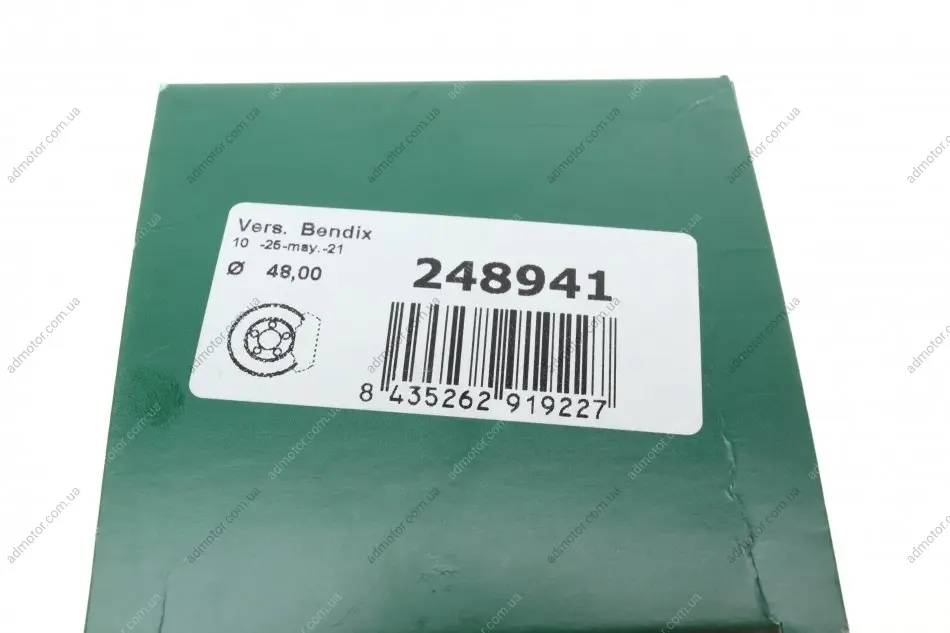 Vers. Bendix
10 -25-may.-21
Ø 48,00
248941
8 435262 919227
admotor.com.ua